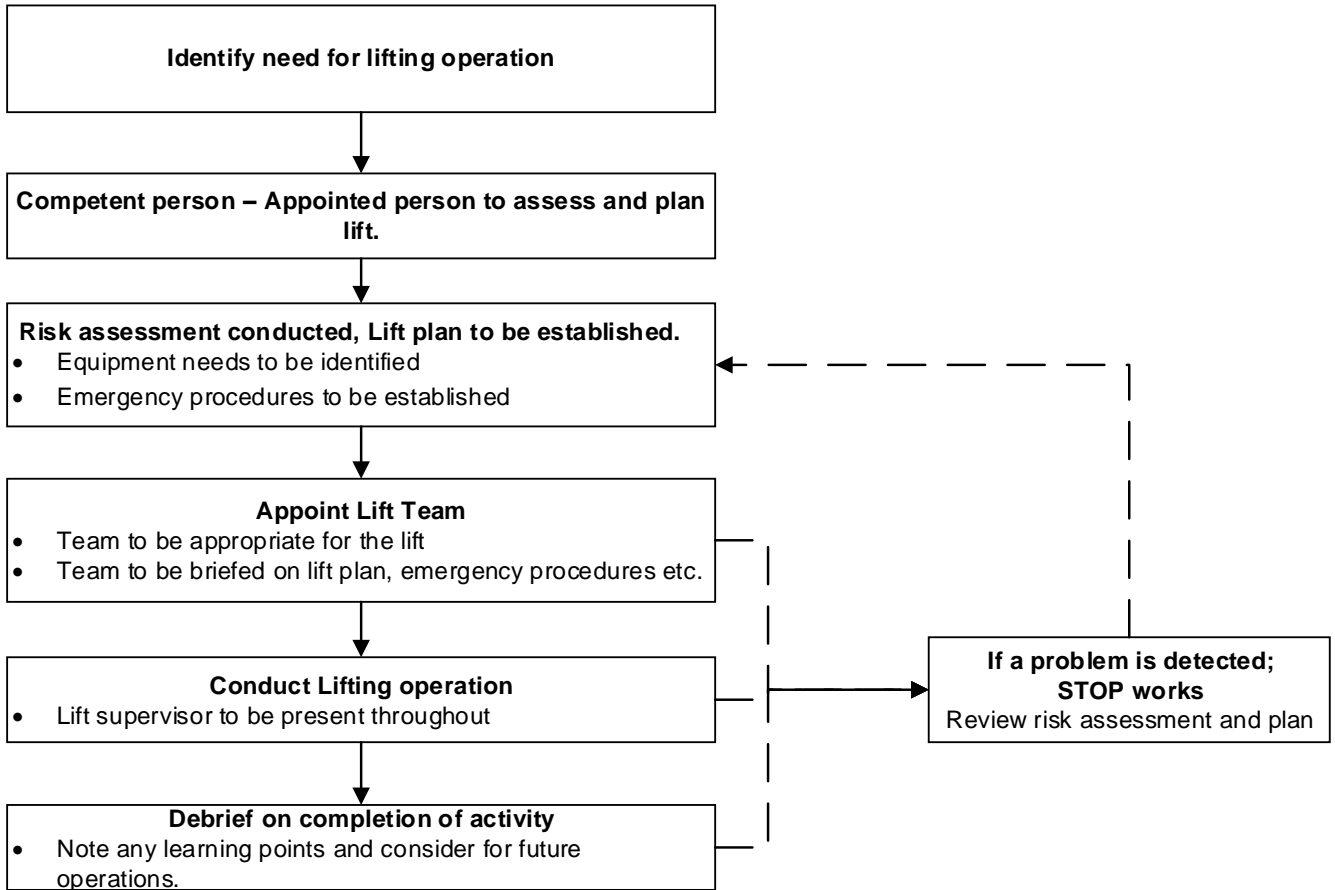 Identify need for lifting operation
Competent person – Appointed person to assess and plan
lift.
Risk assessment conducted, Lift plan to be established.
• Equipment needs to be identified
• Emergency procedures to be established
Appoint Lift Team
• Team to be appropriate for the lift
• Team to be briefed on lift plan, emergency procedures etc.
Conduct Lifting operation
• Lift supervisor to be present throughout
Debrief on completion of activity
• Note any learning points and consider for future
operations.
If a problem is detected;
STOP works
Review risk assessment and plan